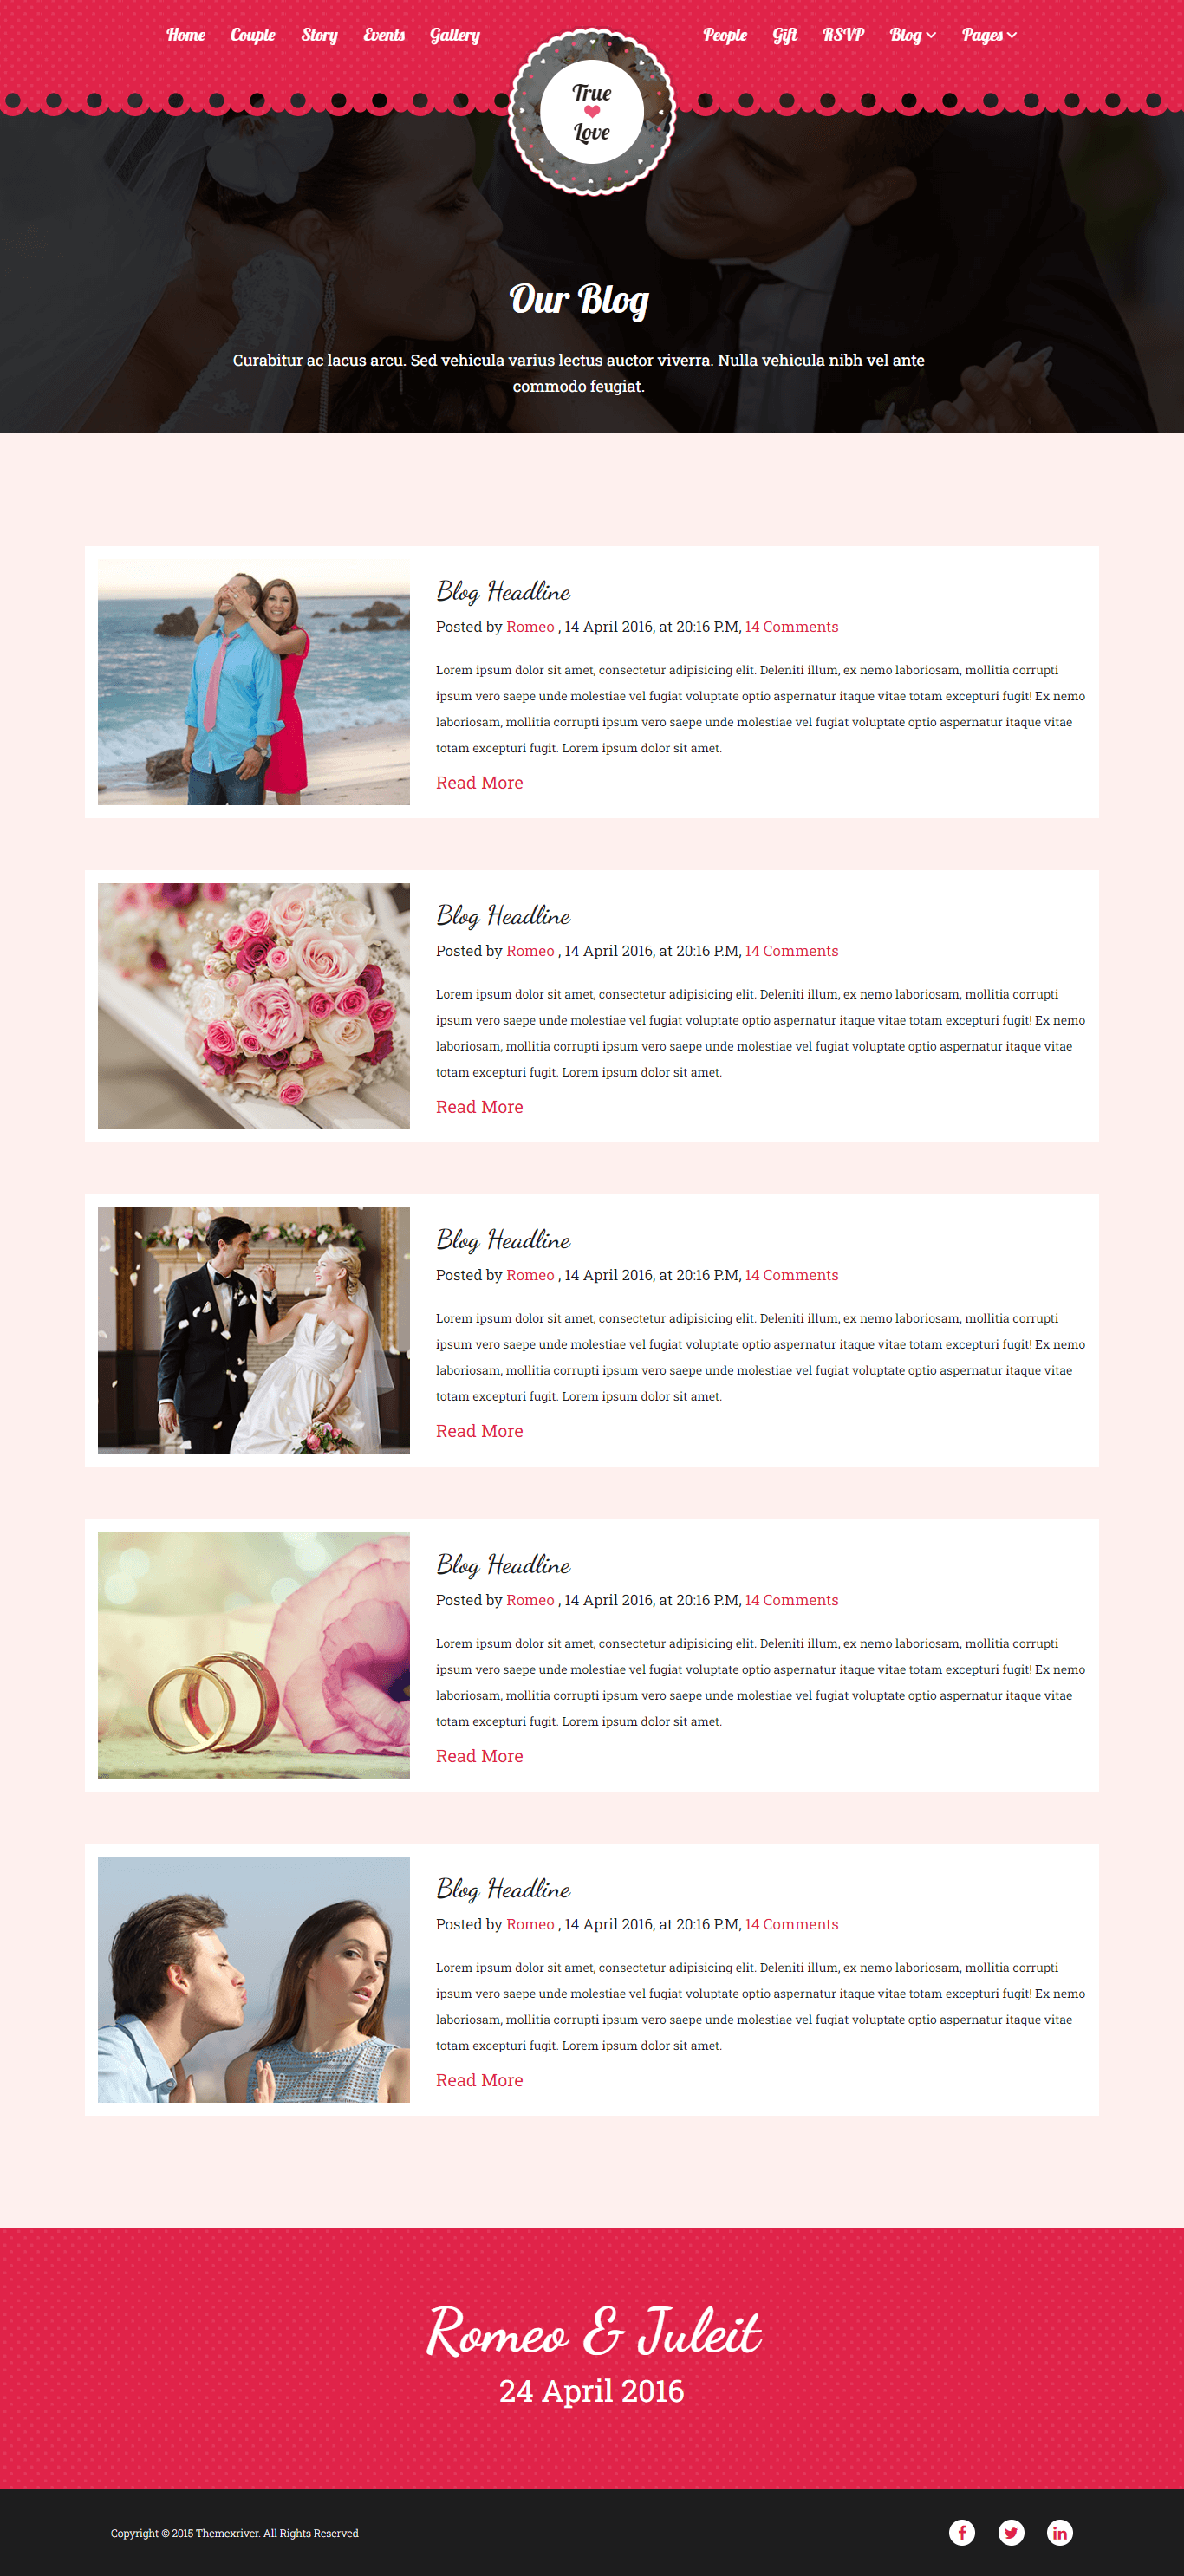 Home Couple Story Events Gallery People Gift RSVP Blog Pages
True
Love
Our Blog
Curabitur ac lacus arcu. Sed vehicula varius lectus auctor viverra. Nulla vehicula nibh vel ante
commodo feugiat.
Blog Headline
Posted by Romeo , 14 April 2016, at 20:16 P.M, 14 Comments
Lorem ipsum dolor sit amet, consectetur adipisicing elit. Deleniti illum, ex nemo laboriosam, mollitia corrupti
ipsum vero saepe unde molestiae vel fugiat voluptate optio aspernatur itaque vitae totam excepturi fugit! Ex nemo
laboriosam, mollitia corrupti ipsum vero saepe unde molestiae vel fugiat voluptate optio aspernatur itaque vitae
totam excepturi fugit. Lorem ipsum dolor sit amet.
Read More
Blog Headline
Posted by Romeo , 14 April 2016, at 20:16 P.M, 14 Comments
Lorem ipsum dolor sit amet, consectetur adipisicing elit. Deleniti illum, ex nemo laboriosam, mollitia corrupti
ipsum vero saepe unde molestiae vel fugiat voluptate optio aspernatur itaque vitae totam excepturi fugit! Ex nemo
laboriosam, mollitia corrupti ipsum vero saepe unde molestiae vel fugiat voluptate optio aspernatur itaque vitae
totam excepturi fugit. Lorem ipsum dolor sit amet.
Read More
Blog Headline
Posted by Romeo , 14 April 2016, at 20:16 P.M, 14 Comments
Lorem ipsum dolor sit amet, consectetur adipisicing elit. Deleniti illum, ex nemo laboriosam, mollitia corrupti
ipsum vero saepe unde molestiae vel fugiat voluptate optio aspernatur itaque vitae totam excepturi fugit! Ex nemo
laboriosam, mollitia corrupti ipsum vero saepe unde molestiae vel fugiat voluptate optio aspernatur itaque vitae
totam excepturi fugit. Lorem ipsum dolor sit amet.
Read More
Blog Headline
Posted by Romeo , 14 April 2016, at 20:16 P.M, 14 Comments
Lorem ipsum dolor sit amet, consectetur adipisicing elit. Deleniti illum, ex nemo laboriosam, mollitia corrupti
ipsum vero saepe unde molestiae vel fugiat voluptate optio aspernatur itaque vitae totam excepturi fugit! Ex nemo
laboriosam, mollitia corrupti ipsum vero saepe unde molestiae vel fugiat voluptate optio aspernatur itaque vitae
totam excepturi fugit. Lorem ipsum dolor sit amet.
Read More
Blog Headline
Posted by Romeo , 14 April 2016, at 20:16 P.M, 14 Comments
Lorem ipsum dolor sit amet, consectetur adipisicing elit. Deleniti illum, ex nemo laboriosam, mollitia corrupti
ipsum vero saepe unde molestiae vel fugiat voluptate optio aspernatur itaque vitae totam excepturi fugit! Ex nemo
laboriosam, mollitia corrupti ipsum vero saepe unde molestiae vel fugiat voluptate optio aspernatur itaque vitae
totam excepturi fugit. Lorem ipsum dolor sit amet.
Read More
Romeo & Juleit
24 April 2016
Copyright © 2015 Themexriver. All Rights Reserved